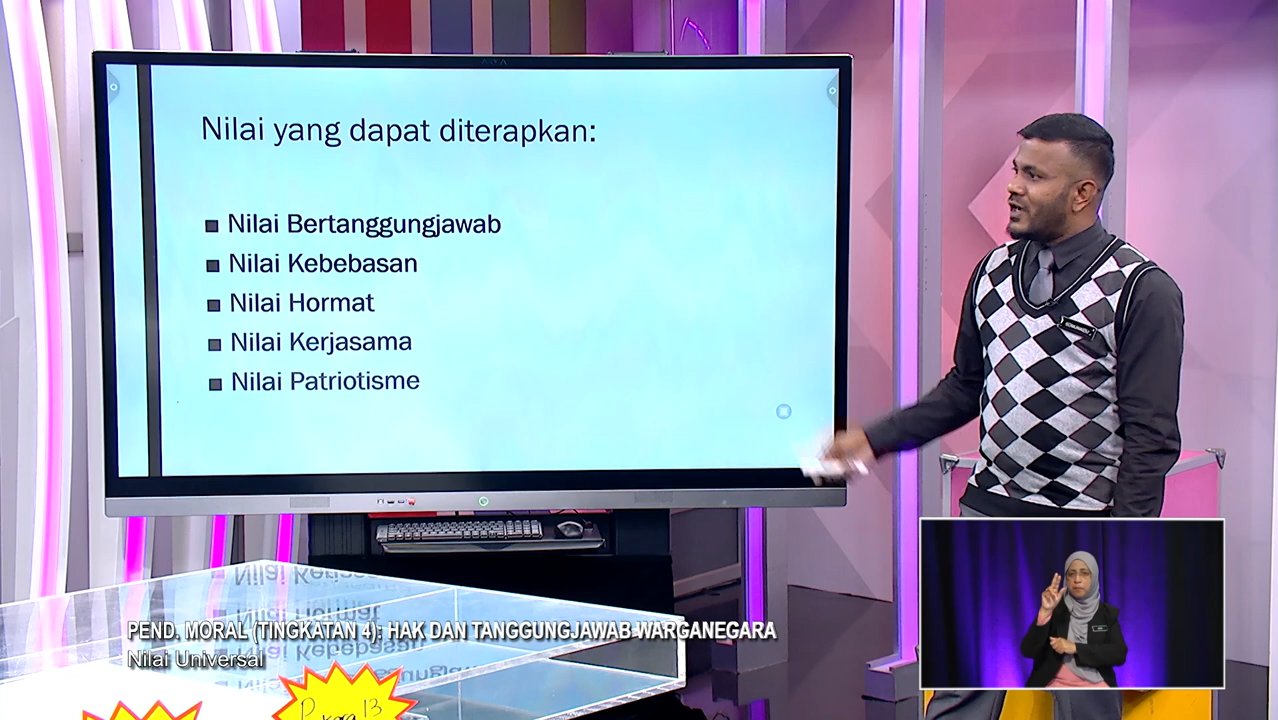 Nilai yang dapat diterapkan:
Nilai Bertanggungjawab
Nilai Kebebasan
Nilai Hormat
Nilai Kerjasama
Nilai Patriotisme
PEND. MORAL (TINGKATAN 4): HAK DAN TANGGUNGJAWAB WARGANEGARA
Nilai Universal